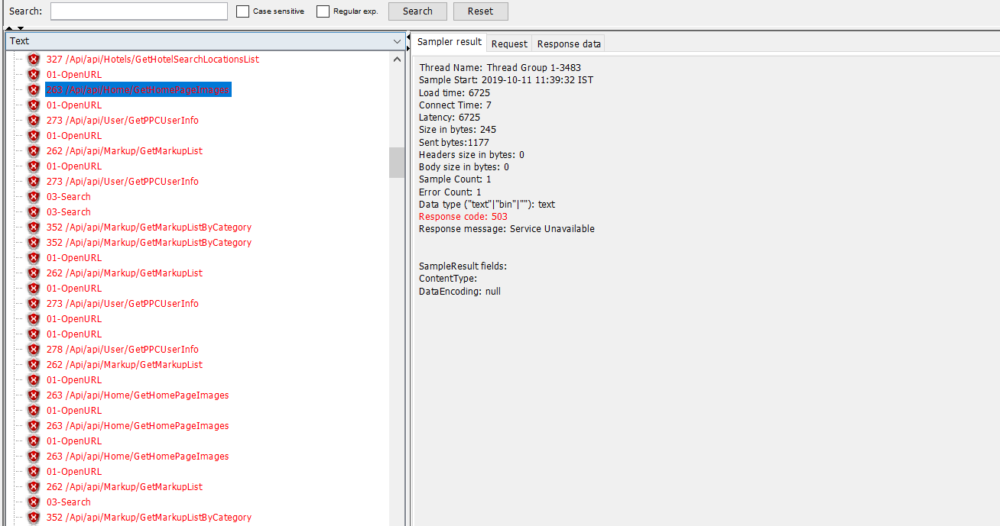 Search: Case sensitive Regular exp. Search Reset
Text
327 /Api/api/Hotels/GetHotelSearchLocationsList
01-OpenURL
263 /Api/api/Home/GetHomePageImages
01-OpenURL
273 /Api/api/User/GetPPCUserInfo
01-OpenURL
262 /Api/api/Markup/GetMarkupList
01-OpenURL
273 /Api/api/User/GetPPCUserInfo
03-Search
03-Search
352 /Api/api/Markup/GetMarkupListByCategory
352 /Api/api/Markup/GetMarkupListByCategory
01-OpenURL
262 /Api/api/Markup/GetMarkupList
01-OpenURL
273 /Api/api/User/GetPPCUserInfo
01-OpenURL
01-OpenURL
278 /Api/api/User/GetPPCUserInfo
262 /Api/api/Markup/GetMarkupList
01-OpenURL
263 /Api/api/Home/GetHomePageImages
01-OpenURL
263 /Api/api/Home/GetHomePageImages
01-OpenURL
263 /Api/api/Home/GetHomePageImages
01-OpenURL
262 /Api/api/Markup/GetMarkupList
03-Search
352 /Api/api/Markup/GetMarkupListByCategory
Sampler result Request Response data
Thread Name: Thread Group 1-3483
Sample Start: 2019-10-11 11:39:32 IST
Load time: 6725
Connect Time: 7
Latency: 6725
Size in bytes: 245
Sent bytes:1177
Headers size in bytes: 0
Body size in bytes: 0
Sample Count: 1
Error Count: 1
Data type ("text"|"bin"|""): text
Response code: 503
Response message: Service Unavailable
SampleResult fields:
ContentType:
DataEncoding: null